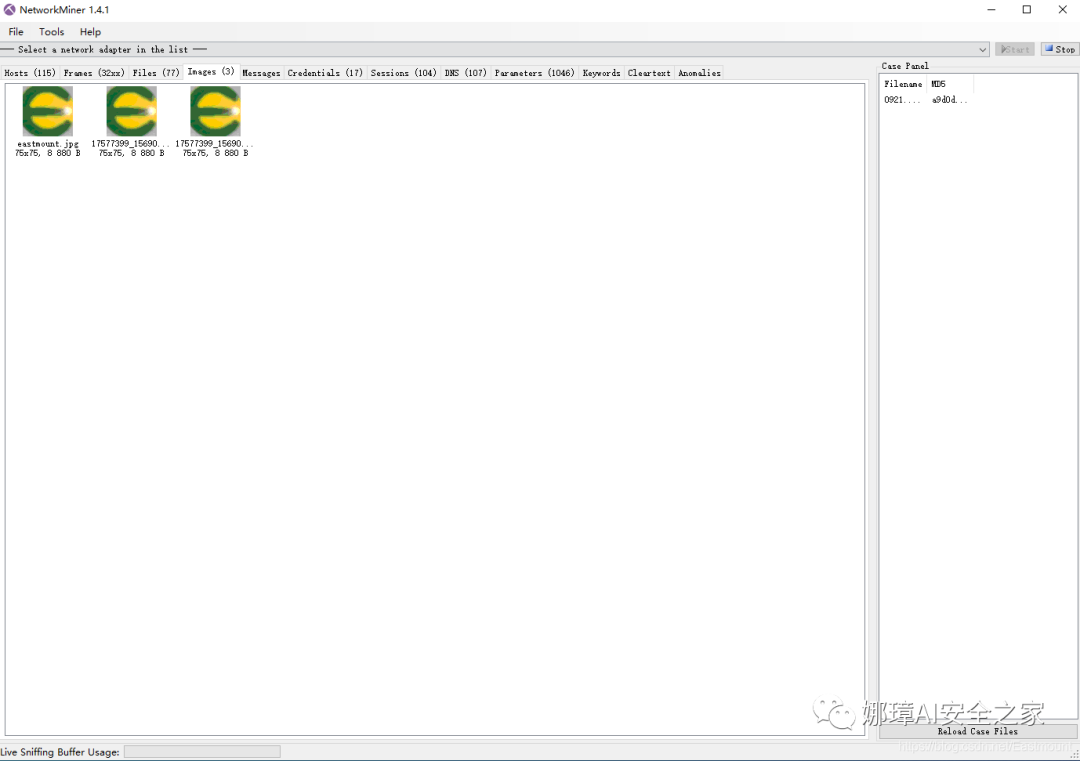 NetworkMiner 1.4.1
File Tools Help
--- Select a network adapter in the list ---
Start
Stop
Hosts (115) Frames (32xx) Files (77) Images (3) Messages Credentials (17) Sessions (104) DNS (107) Parameters (1046) Keywords Cleartext Anomalies
eastmount.jpg
75x75, 8 880 B
17577399_15690...
75x75, 8 880 B
17577399_15690...
75x75, 8 880 B
Case Panel
Filename MD5
0921.... a9d0d...
娜璋AI安全之家
Reload Case Files
https://blog.csdn.net/Eastmount
Live Sniffing Buffer Usage: